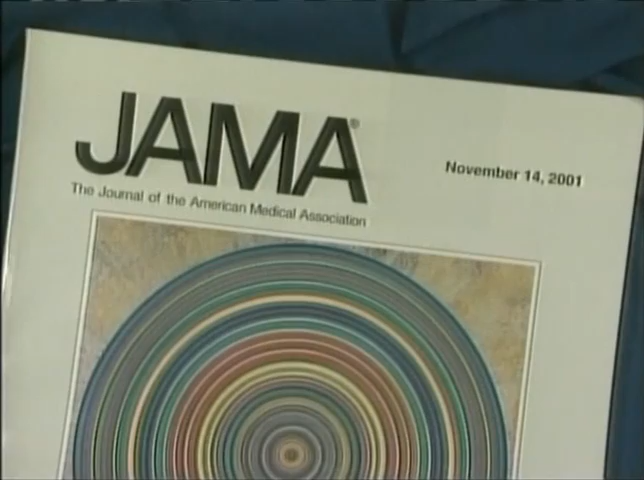 JAMA®
November 14, 2001
The Journal of the American Medical Association